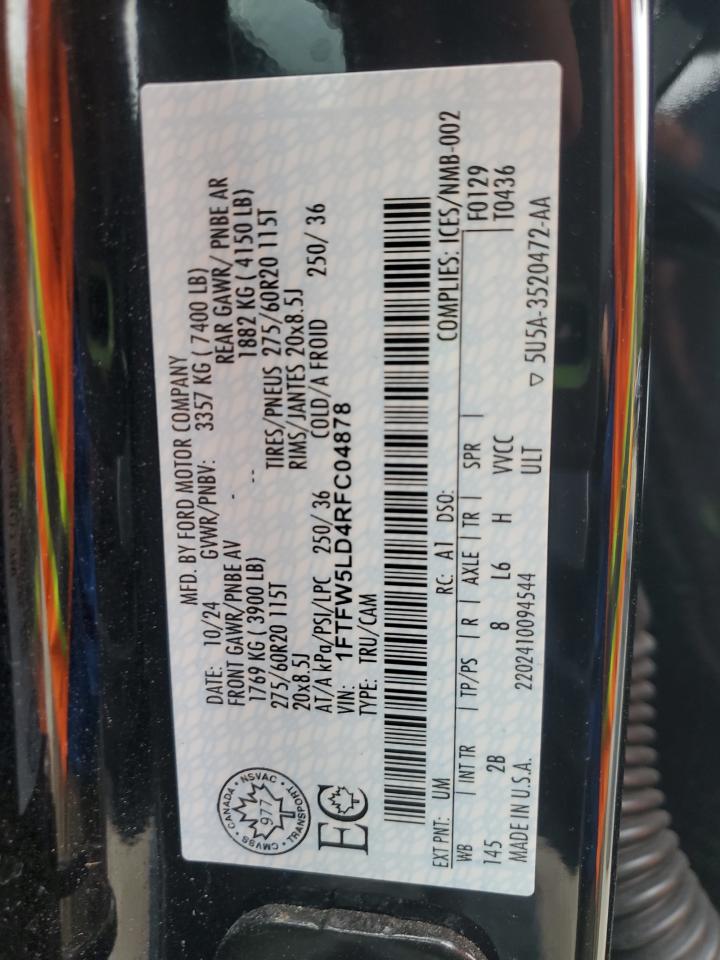 MFD. BY FORD MOTOR COMPANY
DATE: 10/24 GVWR/PNBV: 3357 KG ( 7400 LB)
FRONT GAWR/PNBE AV - REAR GAWR/ PNBE AR
1769 KG ( 3900 LB) -- 1882 KG ( 4150 LB)
275/60R20 115T TIRES/PNEUS 275/60R20 115T
20x8.5J RIMS/JANTES 20x8.5J
AT/A kPa/PSI/LPC 250/ 36 COLD/A FROID 250/ 36
VIN: 1FTFW5LD4RFC04878
TYPE: TRU/CAM
CANADA · NSVAC · TRANSPORT · CMVSS
977
EC
EXT PNT: UM RC: A1 DSO: COMPLIES: ICES/NMB-002
WB | INT TR | TP/PS | R | AXLE | TR | SPR | F0129
145 2B 8 L6 H VVCC T0436
MADE IN U.S.A. 2202410094544 ULT
▽ 5U5A-3520472-AA